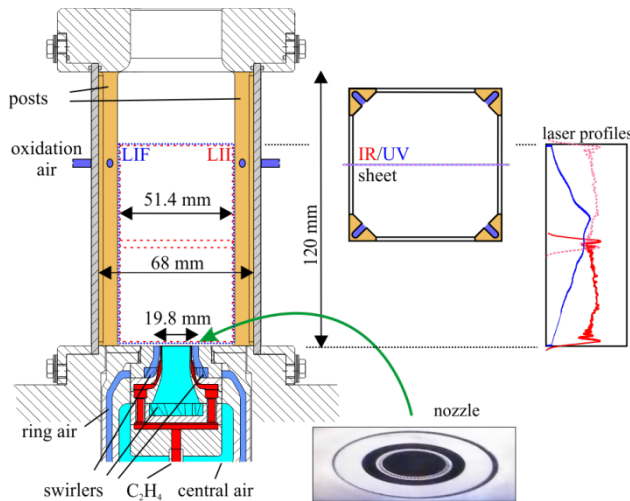 posts
oxidation
air
LIF
LII
51.4 mm
68 mm
19.8 mm
120 mm
IR/UV
sheet
laser profiles
ring air
swirlers
C₂H₄
central air
nozzle